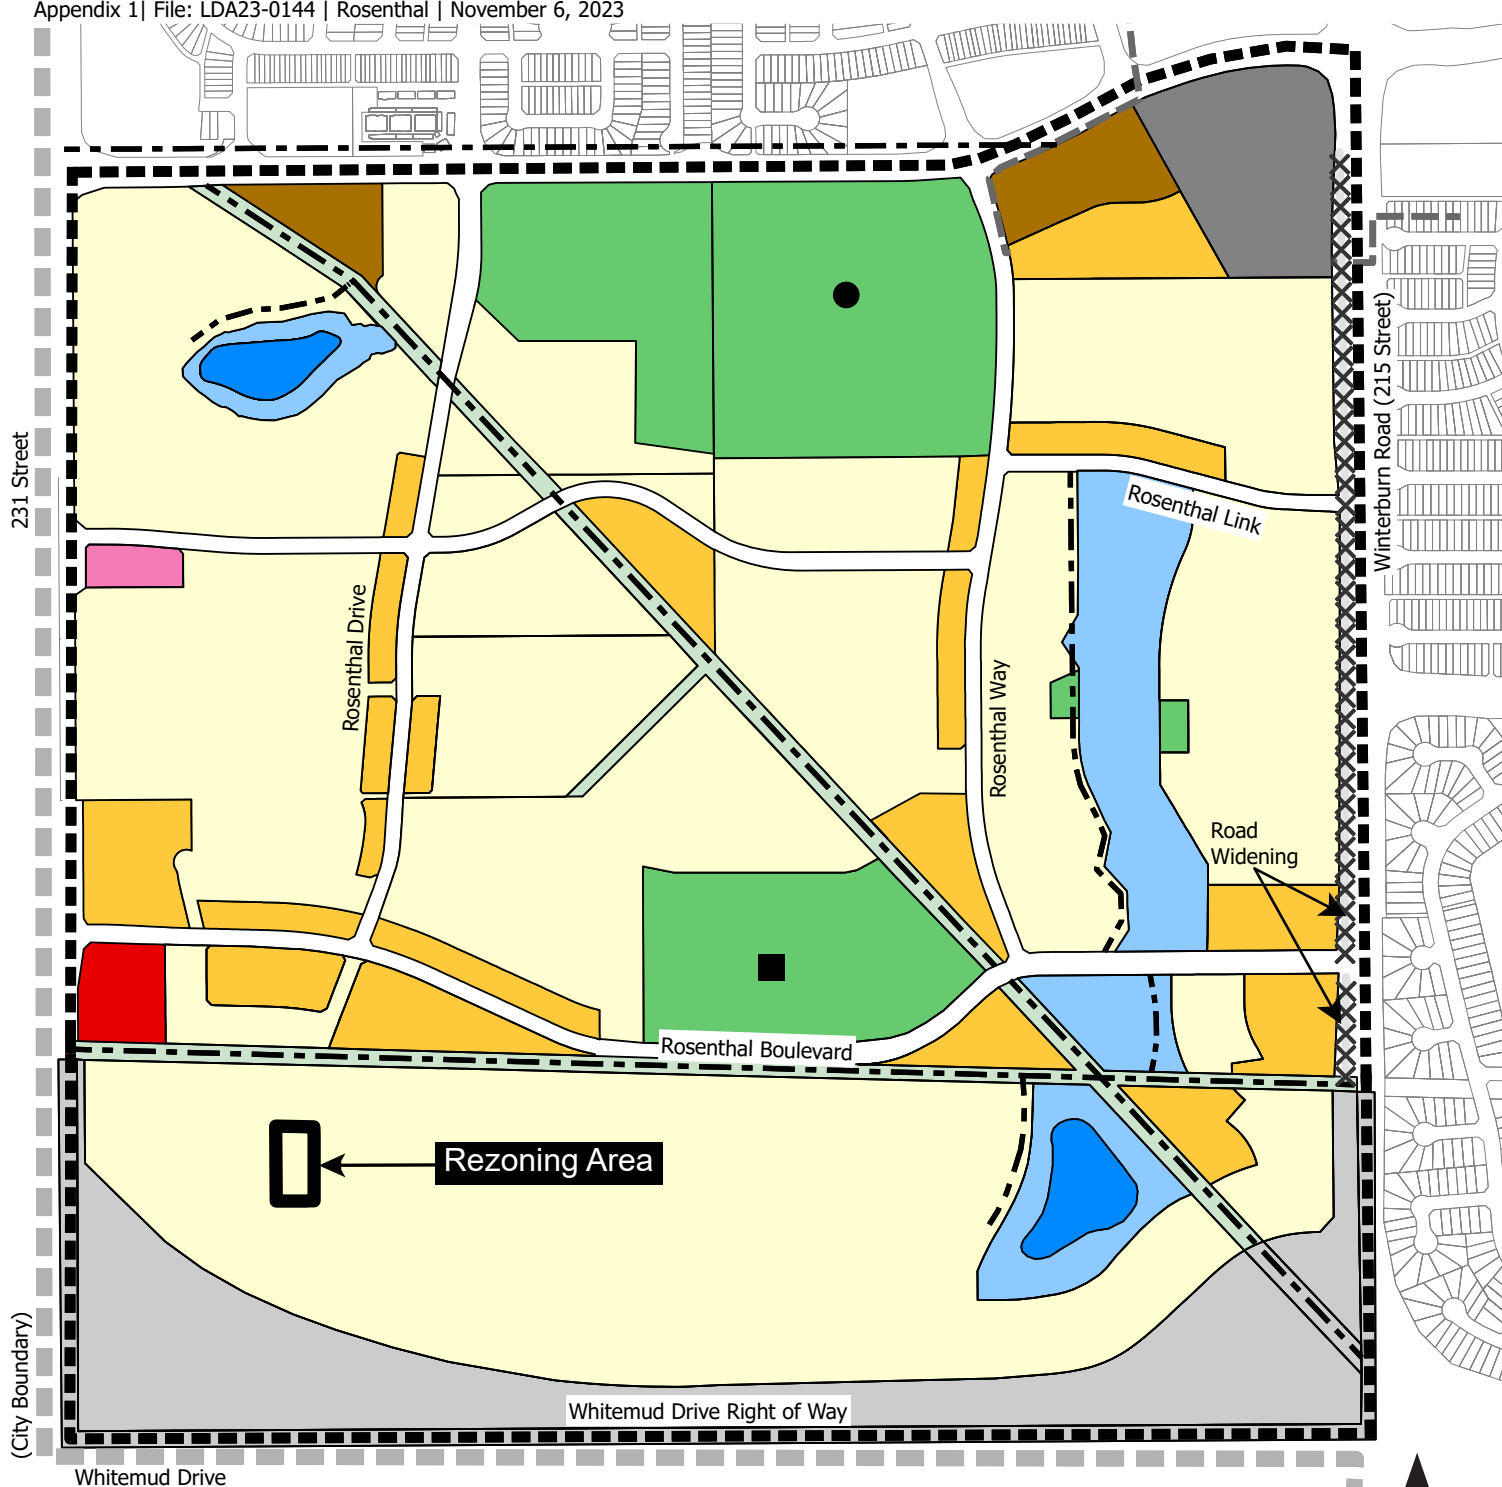 Appendix 1| File: LDA23-0144 | Rosenthal | November 6, 2023
231 Street
Winterburn Road (215 Street)
Rosenthal Link
Rosenthal Drive
Rosenthal Way
Road
Widening
Rosenthal Boulevard
Rezoning Area
(City Boundary)
Whitemud Drive Right of Way
Whitemud Drive